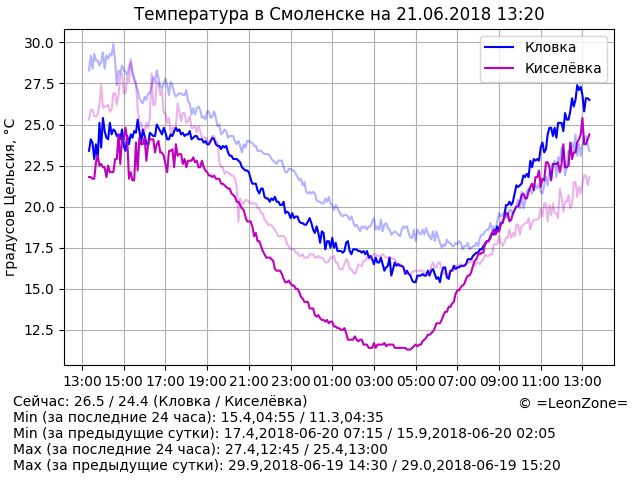 Температура в Смоленске на 21.06.2018 13:20
Кловка
Киселёвка
градусов Цельсия, °C
30.0
27.5
25.0
22.5
20.0
17.5
15.0
12.5
13:00 15:00 17:00 19:00 21:00 23:00 01:00 03:00 05:00 07:00 09:00 11:00 13:00
Сейчас: 26.5 / 24.4 (Кловка / Киселёвка)
© =LeonZone=
Min (за последние 24 часа): 15.4,04:55 / 11.3,04:35
Min (за предыдущие сутки): 17.4,2018-06-20 07:15 / 15.9,2018-06-20 02:05
Max (за последние 24 часа): 27.4,12:45 / 25.4,13:00
Max (за предыдущие сутки): 29.9,2018-06-19 14:30 / 29.0,2018-06-19 15:20